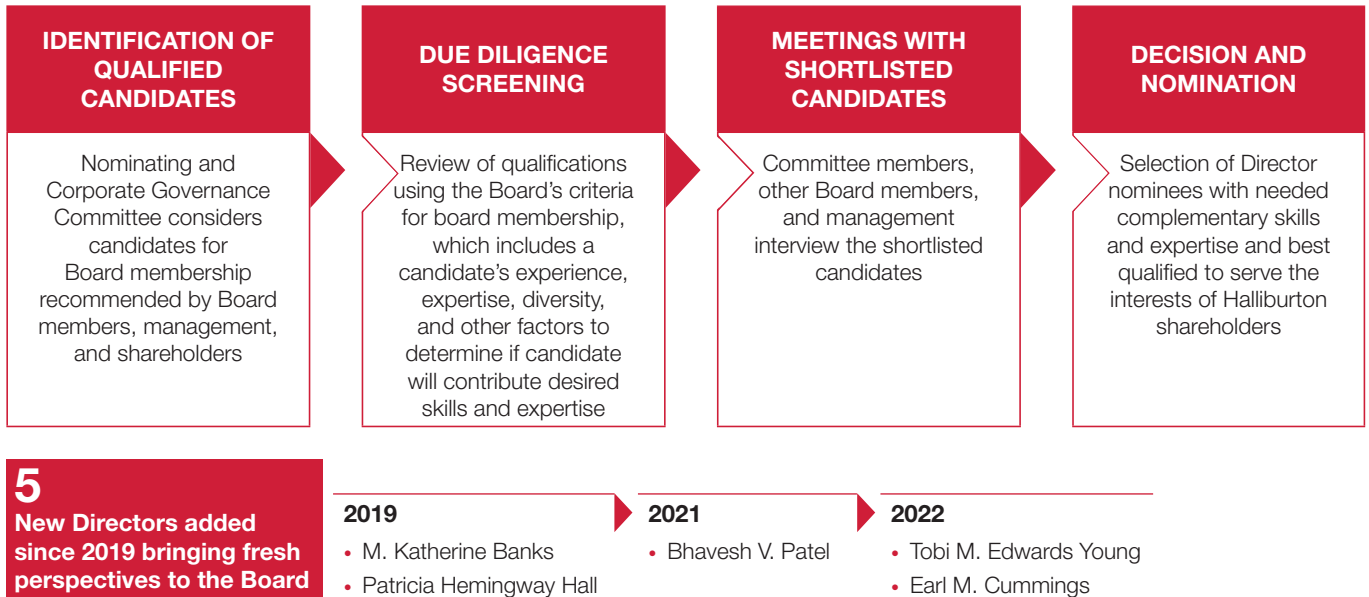 IDENTIFICATION OF
QUALIFIED
CANDIDATES
Nominating and
Corporate Governance
Committee considers
candidates for
Board membership
recommended by Board
members, management,
and shareholders
DUE DILIGENCE
SCREENING
Review of qualifications
using the Board's criteria
for board membership,
which includes a
candidate's experience,
expertise, diversity,
and other factors to
determine if candidate
will contribute desired
skills and expertise
MEETINGS WITH
SHORTLISTED
CANDIDATES
Committee members,
other Board members,
and management
interview the shortlisted
candidates
DECISION AND
NOMINATION
Selection of Director
nominees with needed
complementary skills
and expertise and best
qualified to serve the
interests of Halliburton
shareholders
5
New Directors added
since 2019 bringing fresh
perspectives to the Board
2019
• M. Katherine Banks
• Patricia Hemingway Hall
2021
• Bhavesh V. Patel
2022
• Tobi M. Edwards Young
• Earl M. Cummings